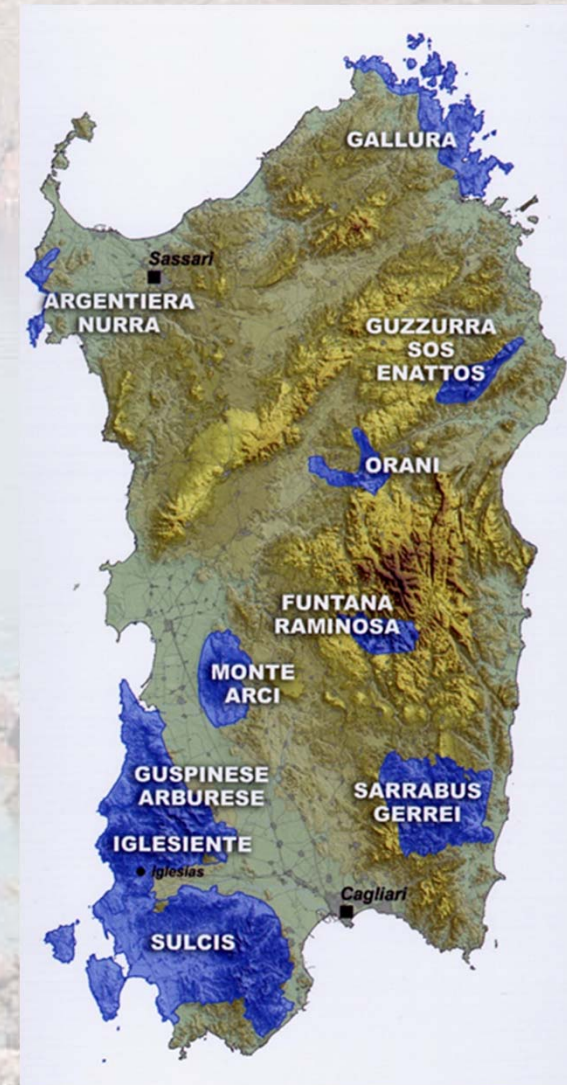 GALLURA
Sassari
ARGENTIERA
NURRA
GUZZURRA
SOS
ENATTOS
ORANI
FUNTANA
RAMINOSA
MONTE
ARCI
GUSPINESE
ARBURESE
SARRABUS
GERREI
IGLESIENTE
Iglesias
Cagliari
SULCIS